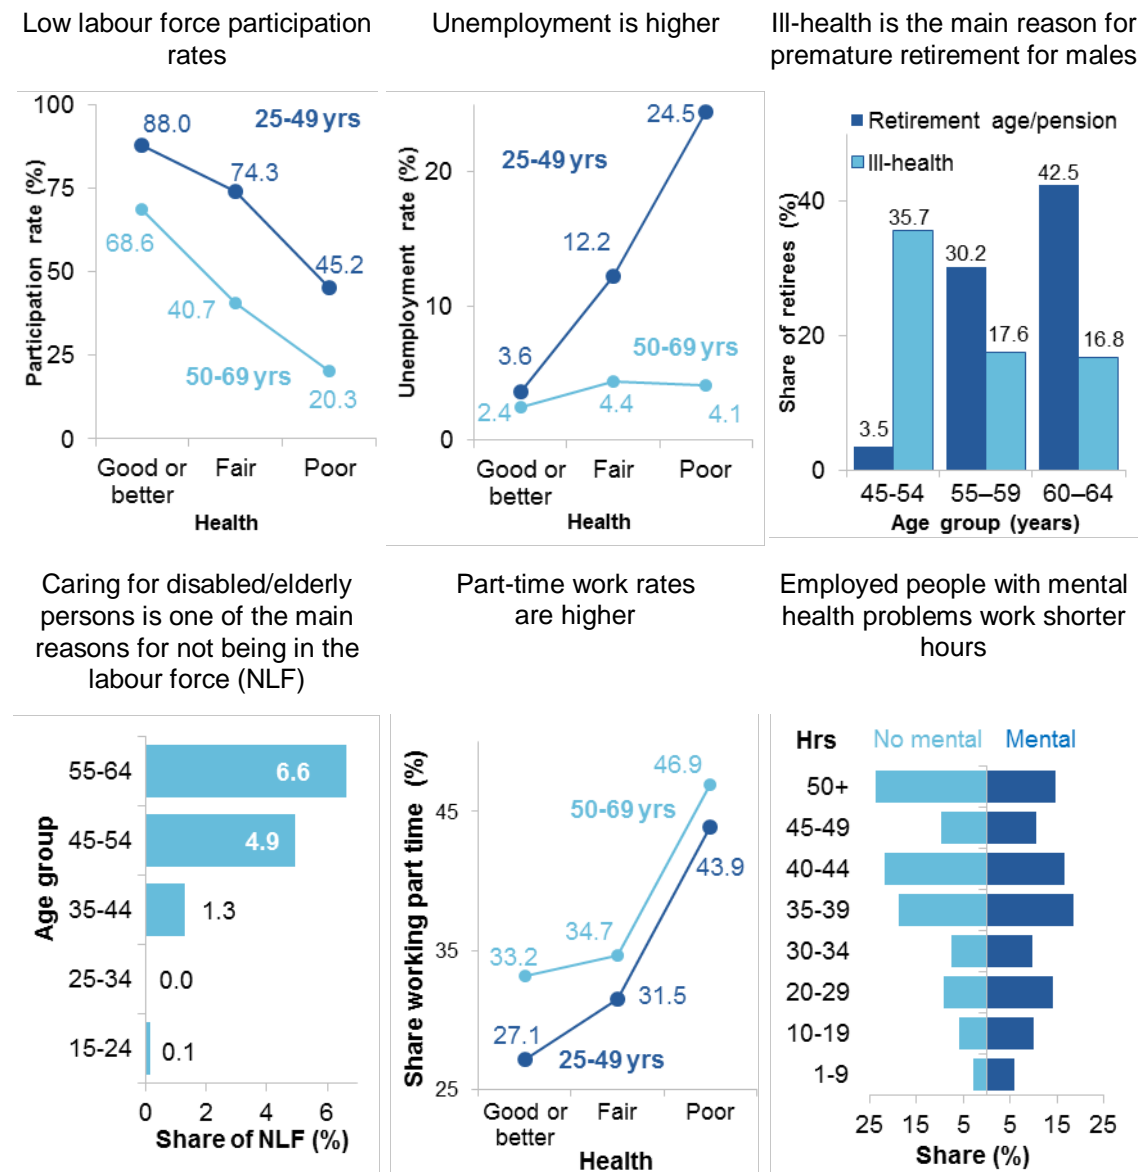 Low labour force participation
rates
100
75
50
25
0
Participation rate (%)
88.0
25-49 yrs
74.3
68.6
45.2
40.7
50-69 yrs
20.3
Good or
better
Fair
Poor
Health
Unemployment is higher
20
10
0
Unemployment rate (%)
24.5
25-49 yrs
12.2
3.6
50-69 yrs
2.4
4.4
4.1
Good or
better
Fair
Poor
Health
Ill-health is the main reason for
premature retirement for males
Retirement age/pension
Ill-health
40
20
0
Share of retirees (%)
3.5
35.7
30.2
17.6
42.5
16.8
45-54
55–59
60–64
Age group (years)
Caring for disabled/elderly
persons is one of the main
reasons for not being in the
labour force (NLF)
Age group
55-64
6.6
45-54
4.9
35-44
1.3
25-34
0.0
15-24
0.1
0
2
4
6
Share of NLF (%)
Part-time work rates
are higher
Share working part time (%)
45
35
25
46.9
50-69 yrs
43.9
34.7
33.2
31.5
27.1
25-49 yrs
Good or
better
Fair
Poor
Health
Employed people with mental
health problems work shorter
hours
Hrs
No mental
Mental
50+
45-49
40-44
35-39
30-34
20-29
10-19
1-9
25
15
5
5
15
25
Share (%)